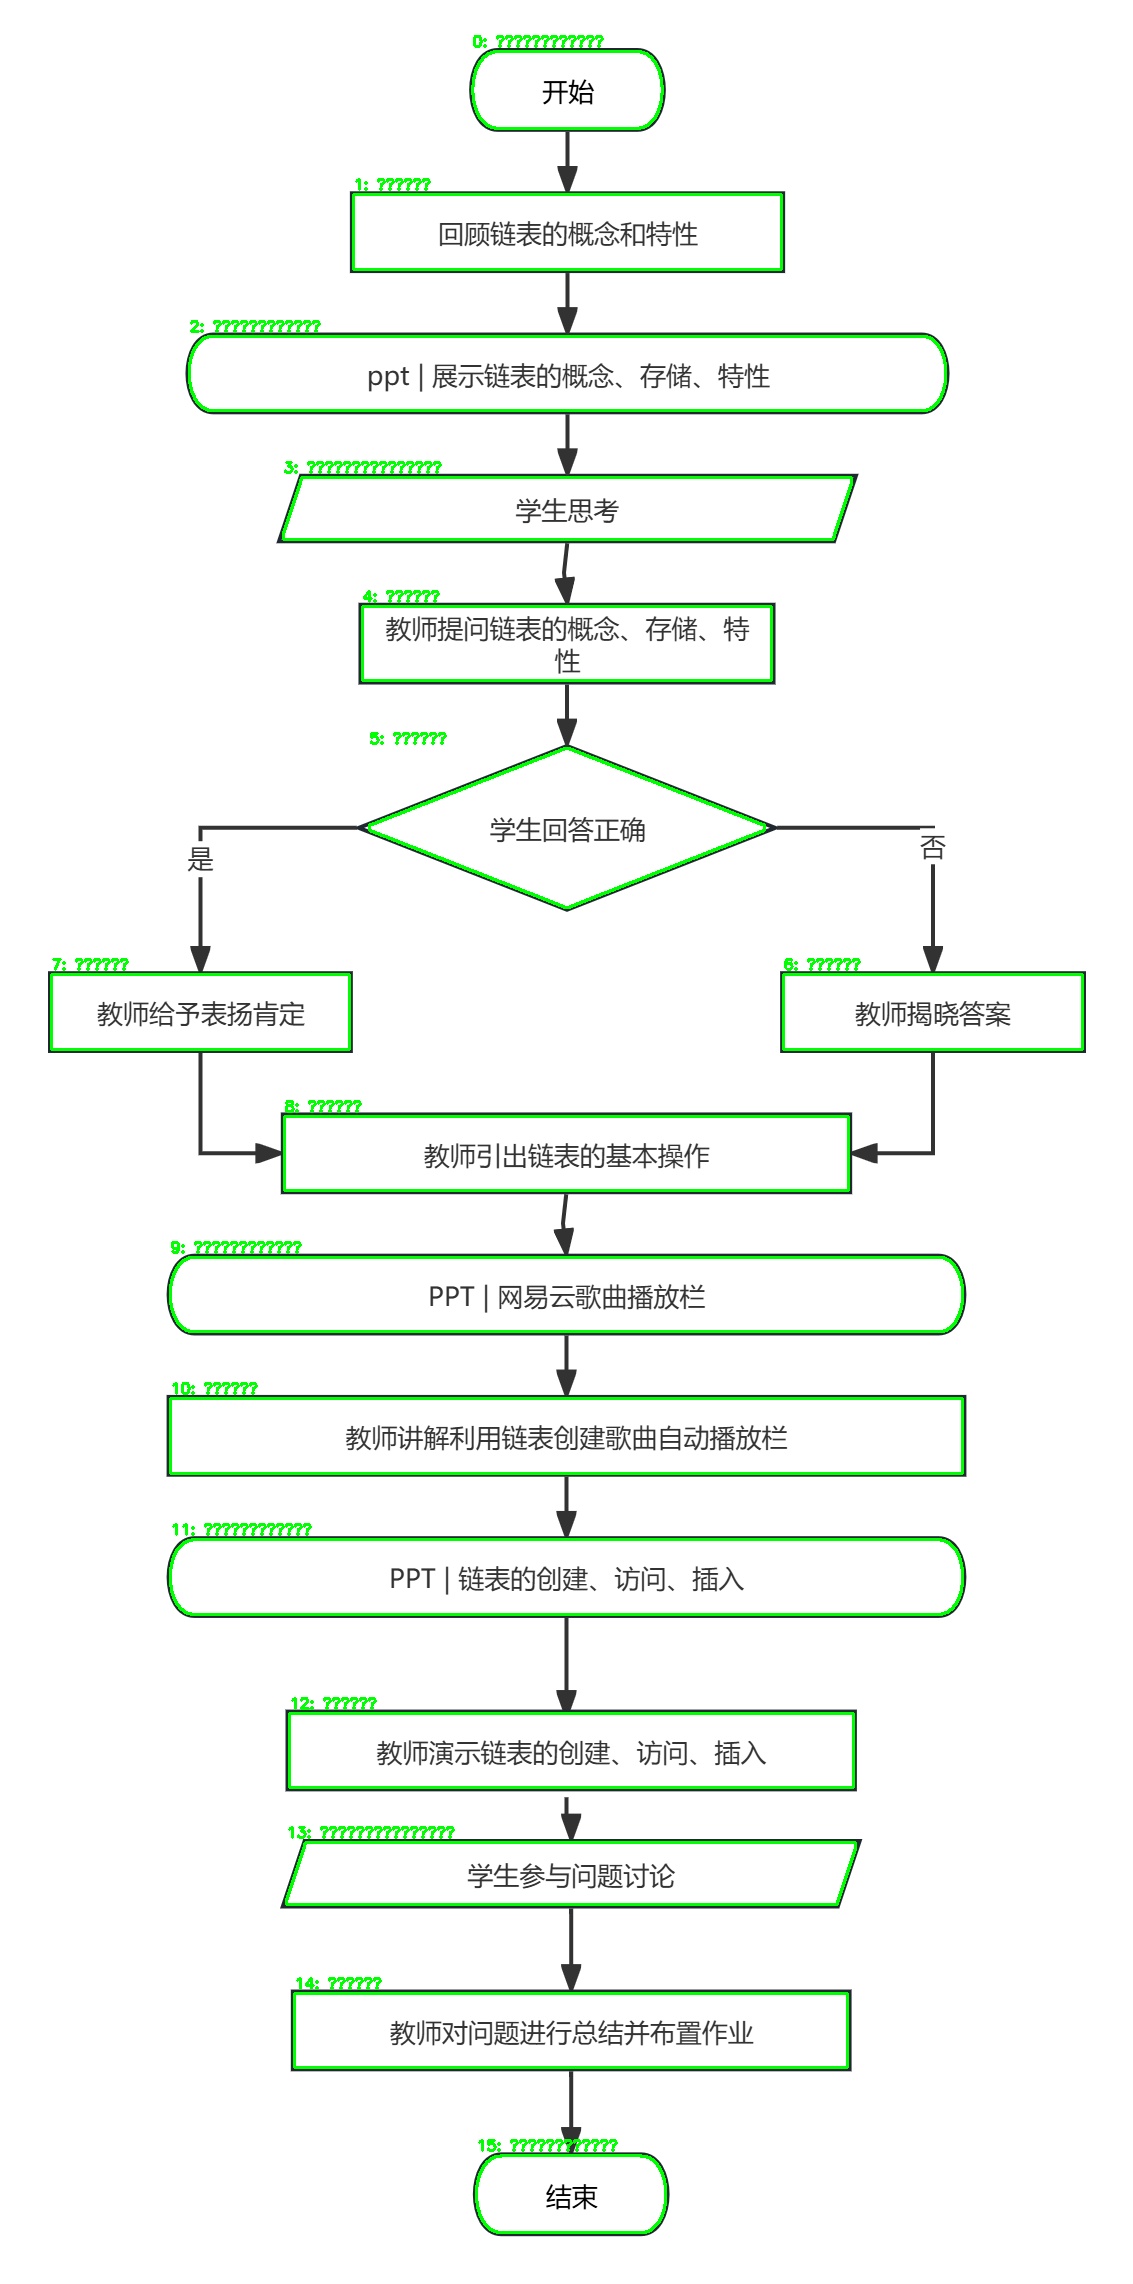 0: ????????????
开始
1: ??????
回顾链表的概念和特性
2: ????????????
ppt | 展示链表的概念、存储、特性
3: ???????????????
学生思考
4: ??????
教师提问链表的概念、存储、特
性
5: ??????
学生回答正确
是
否
7: ??????
教师给予表扬肯定
6: ??????
教师揭晓答案
8: ??????
教师引出链表的基本操作
9: ????????????
PPT | 网易云歌曲播放栏
10: ??????
教师讲解利用链表创建歌曲自动播放栏
11: ????????????
PPT | 链表的创建、访问、插入
12: ??????
教师演示链表的创建、访问、插入
13: ???????????????
学生参与问题讨论
14: ??????
教师对问题进行总结并布置作业
15: ????????????
结束